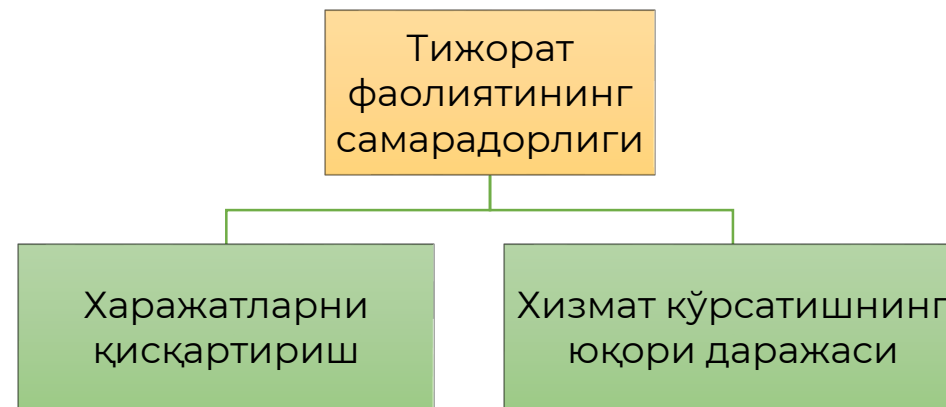 Тижорат
фаолиятининг
самарадорлиги
Харажатларни
қисқартириш
Хизмат кўрсатишнинг
юқори даражаси